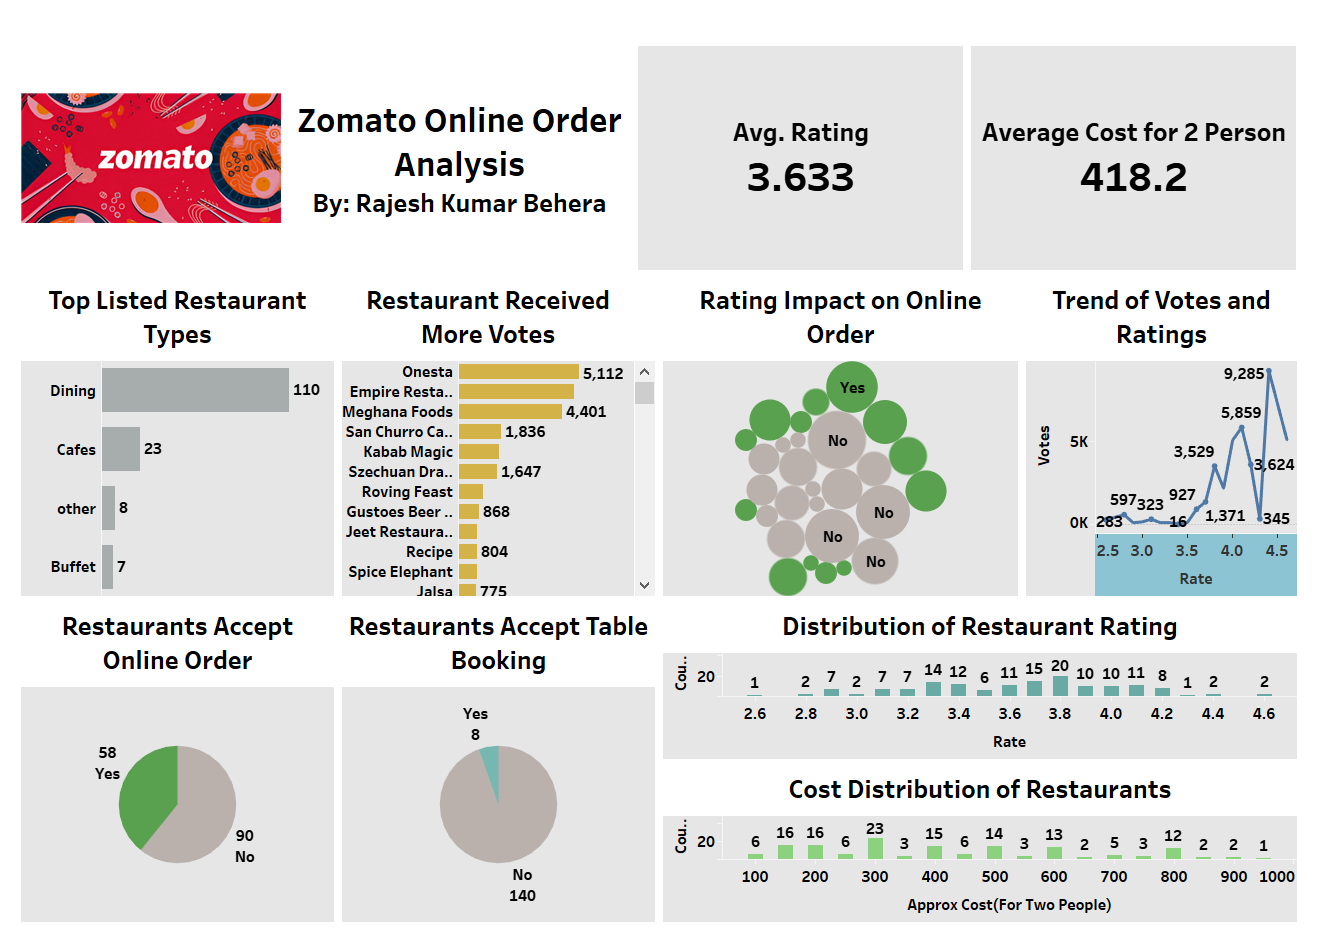 zomato
Zomato Online Order
Analysis
By: Rajesh Kumar Behera
Avg. Rating
3.633
Average Cost for 2 Person
418.2
Top Listed Restaurant
Types
Dining 110
Cafes 23
other 8
Buffet 7
Restaurant Received
More Votes
Onesta 5,112
Empire Resta..
Meghana Foods 4,401
San Churro Ca.. 1,836
Kabab Magic
Szechuan Dra.. 1,647
Roving Feast
Gustoes Beer .. 868
Jeet Restaura..
Recipe 804
Spice Elephant
Jalsa 775
Rating Impact on Online
Order
Yes
No
No
No
No
Trend of Votes and
Ratings
Votes
5K
0K
9,285
5,859
3,529
3,624
927
597
323
283
16
1,371
345
2.5 3.0 3.5 4.0 4.5
Rate
Restaurants Accept
Online Order
58
Yes
90
No
Restaurants Accept Table
Booking
Yes
8
No
140
Distribution of Restaurant Rating
Cou..
20
1 2 7 2 7 7 14 12 6 11 15 20 10 10 11 8 1 2 2
2.6 2.8 3.0 3.2 3.4 3.6 3.8 4.0 4.2 4.4 4.6
Rate
Cost Distribution of Restaurants
Cou..
20
6 16 16 6 23 3 15 6 14 3 13 2 5 3 12 2 2 1
100 200 300 400 500 600 700 800 900 1000
Approx Cost(For Two People)